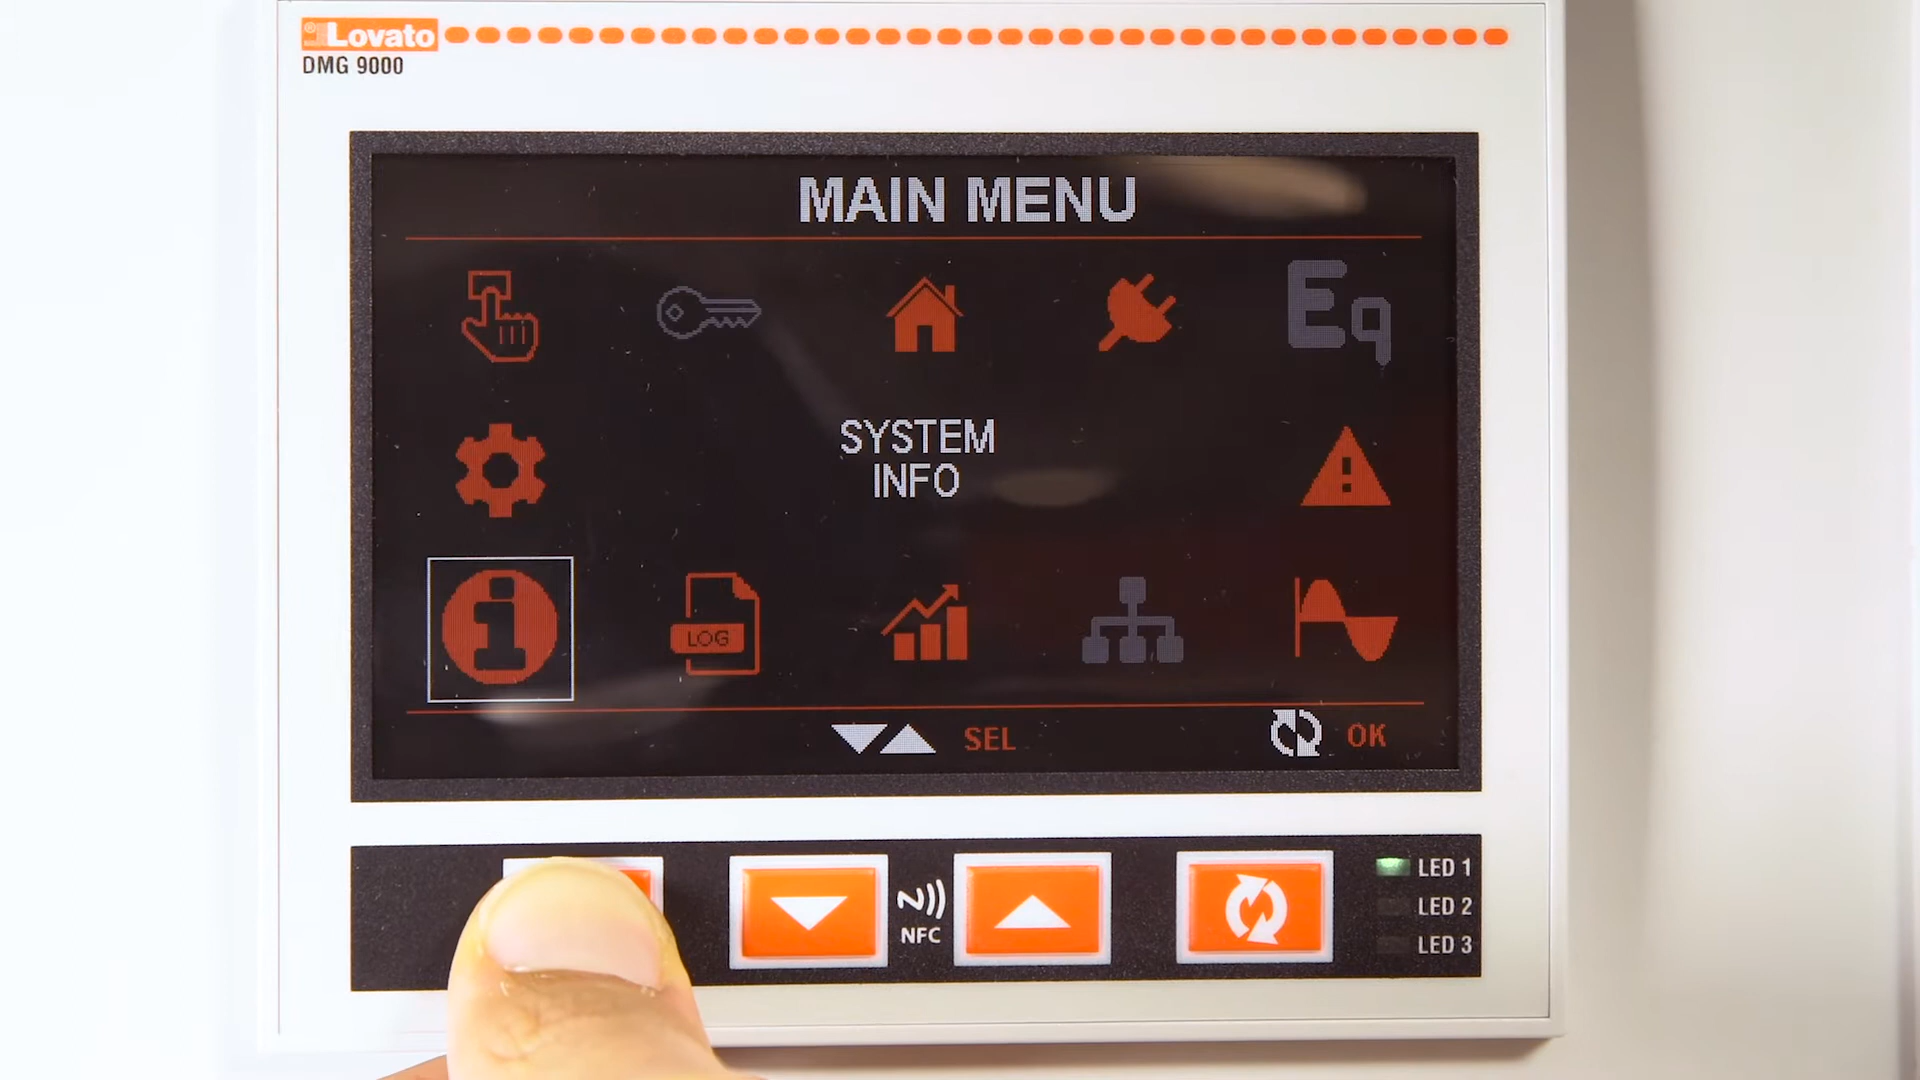 Lovato
DMG 9000
MAIN MENU
Eq
SYSTEM
INFO
LOG
SEL
OK
NFC
LED 1
LED 2
LED 3